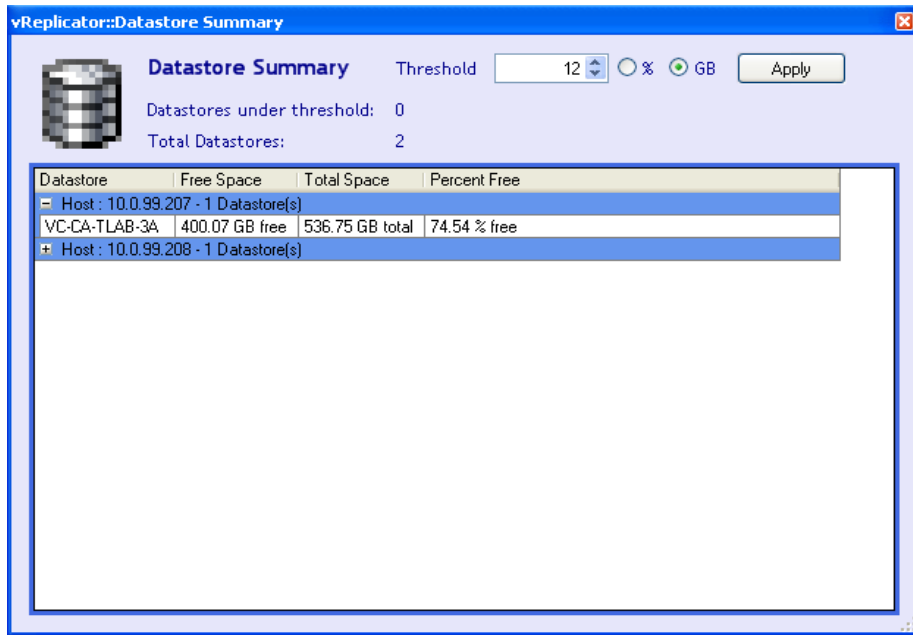 vReplicator::Datastore Summary
Datastore Summary Threshold 12 % GB Apply
Datastores under threshold: 0
Total Datastores: 2
Datastore Free Space Total Space Percent Free
Host : 10.0.99.207 - 1 Datastore(s)
VC-CA-TLAB-3A 400.07 GB free 536.75 GB total 74.54 % free
Host : 10.0.99.208 - 1 Datastore(s)